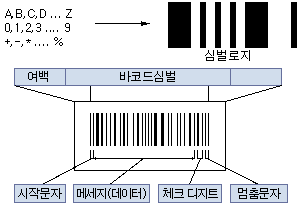 A,B,C,D ... Z
0,1,2,3 .... 9
+,-,* .... %
심벌로지
여백 바코드심벌
시작문자 메세지(데이터) 체크 디지트 멈춤문자